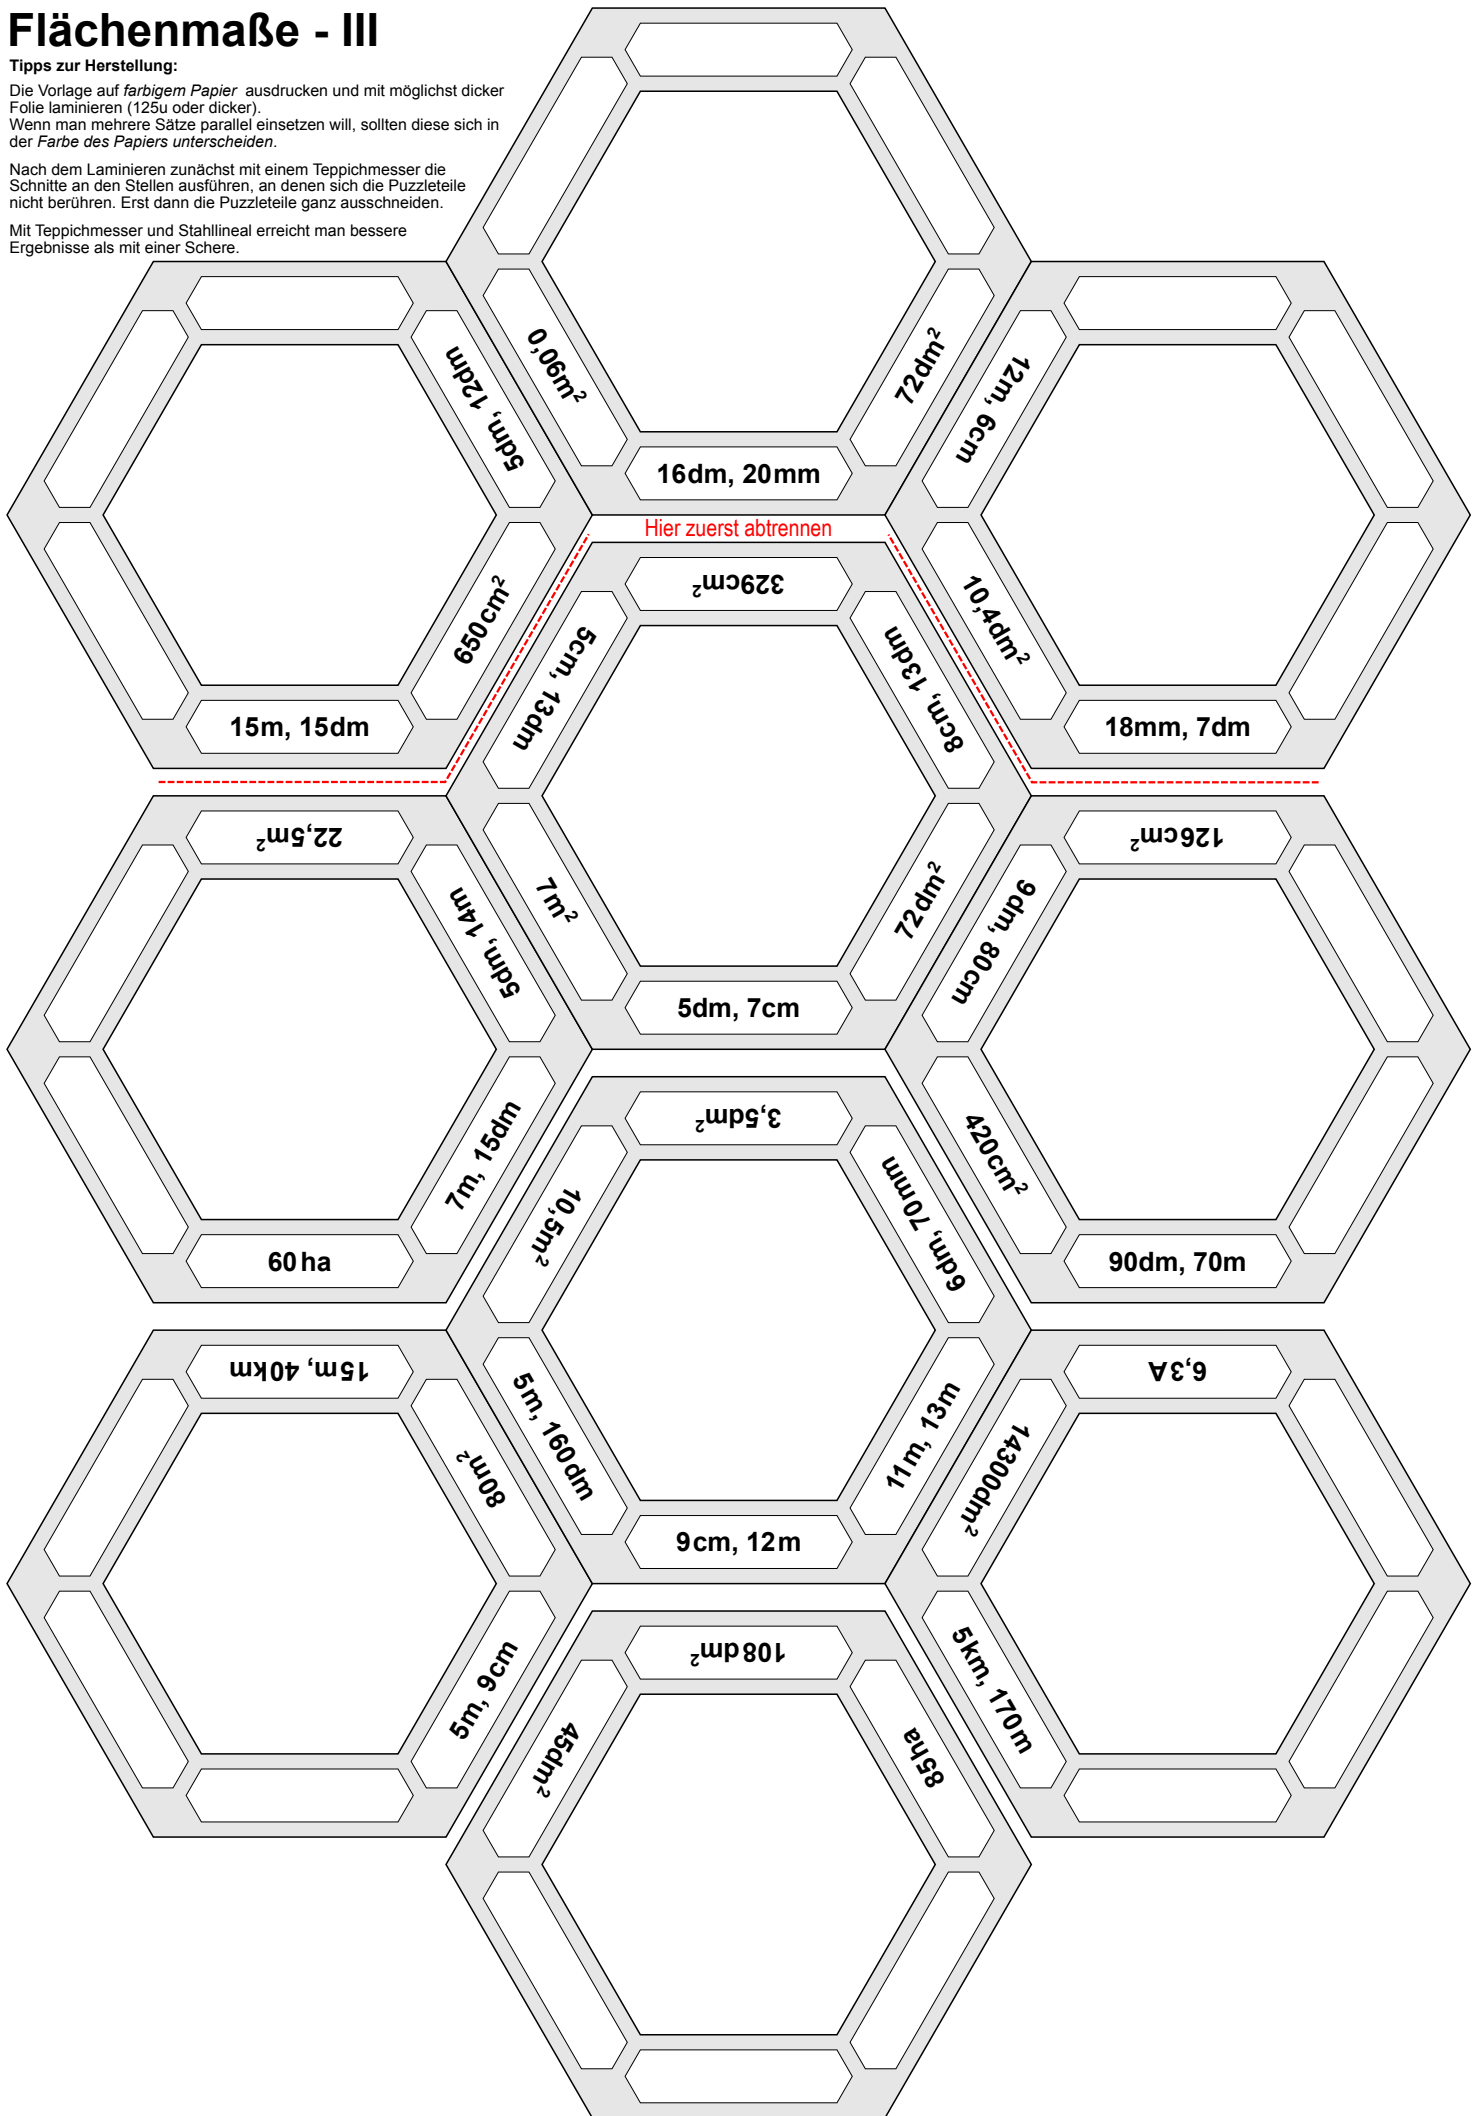 Flächenmaße - III
Tipps zur Herstellung:
Die Vorlage auf farbigem Papier ausdrucken und mit möglichst dicker
Folie laminieren (125u oder dicker).
Wenn man mehrere Sätze parallel einsetzen will, sollten diese sich in
der Farbe des Papiers unterscheiden.
Nach dem Laminieren zunächst mit einem Teppichmesser die
Schnitte an den Stellen ausführen, an denen sich die Puzzleteile
nicht berühren. Erst dann die Puzzleteile ganz ausschneiden.
Mit Teppichmesser und Stahllineal erreicht man bessere
Ergebnisse als mit einer Schere.
0,06m²
72dm²
16dm, 20mm
5dm, 12dm
650cm²
15m, 15dm
12m, 6cm
10,4dm²
18mm, 7dm
Hier zuerst abtrennen
329cm²
5cm, 13dm
8cm, 13dm
7m²
72dm²
5dm, 7cm
22,5m²
5dm, 14m
7m, 15dm
60ha
126cm²
9dm, 80cm
420cm²
90dm, 70m
3,5dm²
10,5m²
6dm, 70mm
5m, 160dm
11m, 13m
9cm, 12m
15m, 40km
80m²
5m, 9cm
6,3A
14300dm²
5km, 170m
108dm²
45dm²
85ha